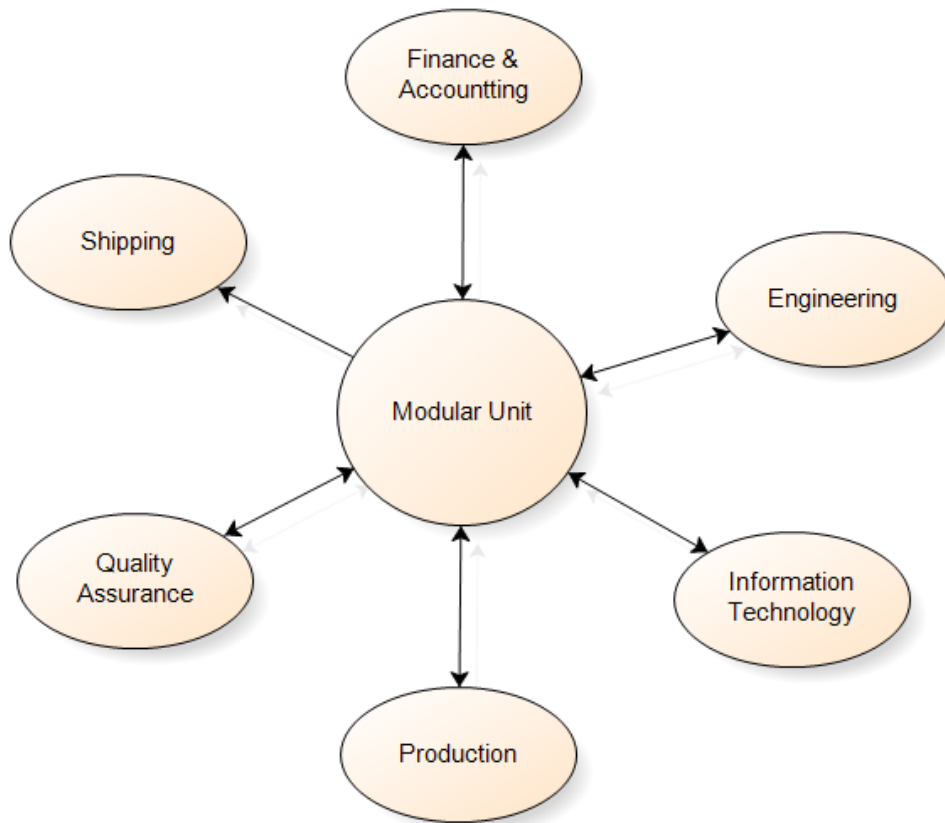 Finance &
Accountting
Shipping
Engineering
Modular Unit
Quality
Assurance
Information
Technology
Production